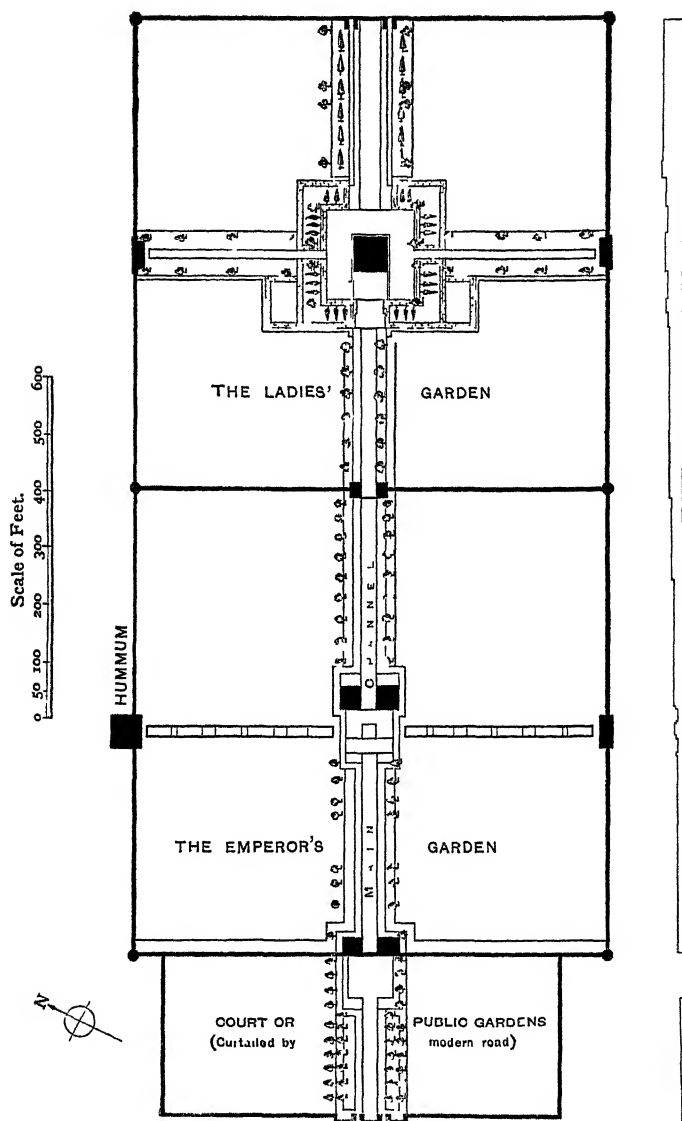 THE LADIES' GARDEN
Scale of Feet.
0 50 100 200 300 400 500 600
HUMMUM
MAIN CHANNEL
THE EMPEROR'S GARDEN
N
COURT OR PUBLIC GARDENS
(Curtailed by modern road)